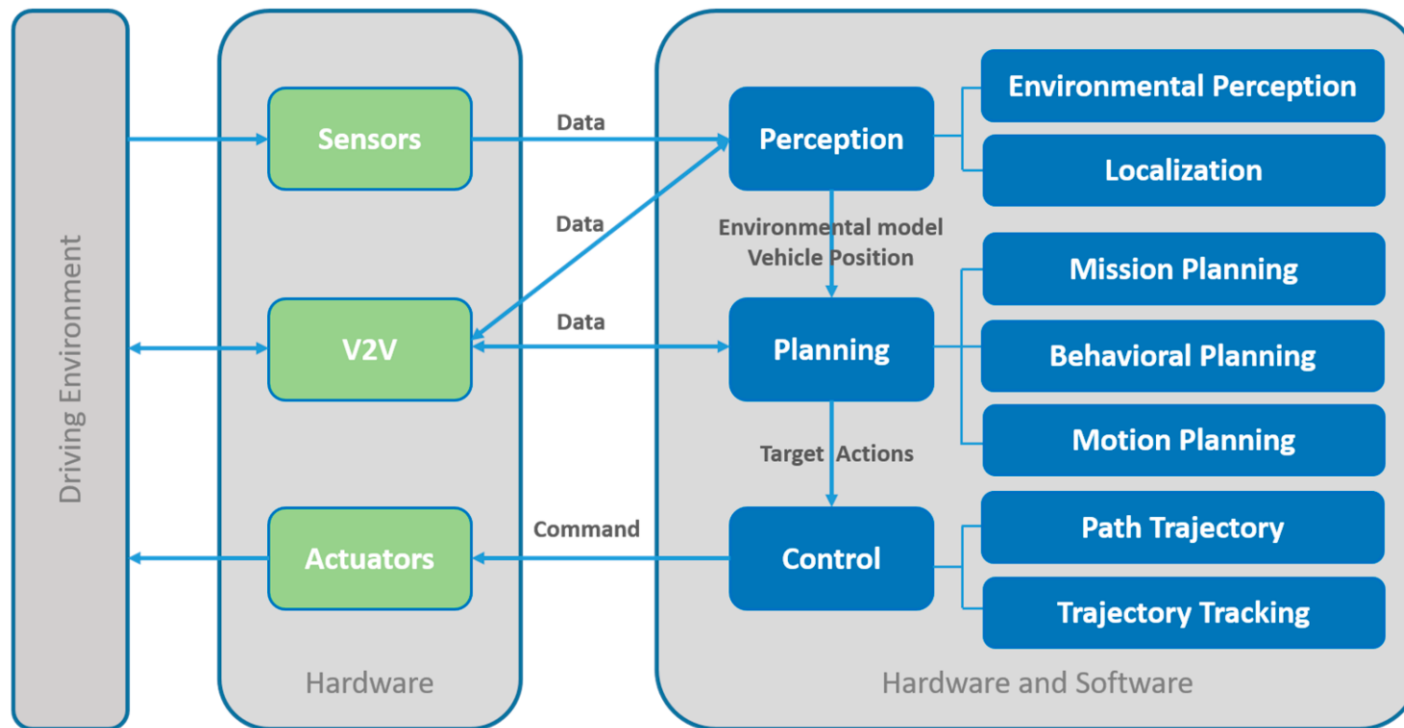 Driving Environment
Sensors
V2V
Actuators
Hardware
Data
Data
Data
Command
Perception
Environmental model
Vehicle Position
Planning
Target Actions
Control
Environmental Perception
Localization
Mission Planning
Behavioral Planning
Motion Planning
Path Trajectory
Trajectory Tracking
Hardware and Software